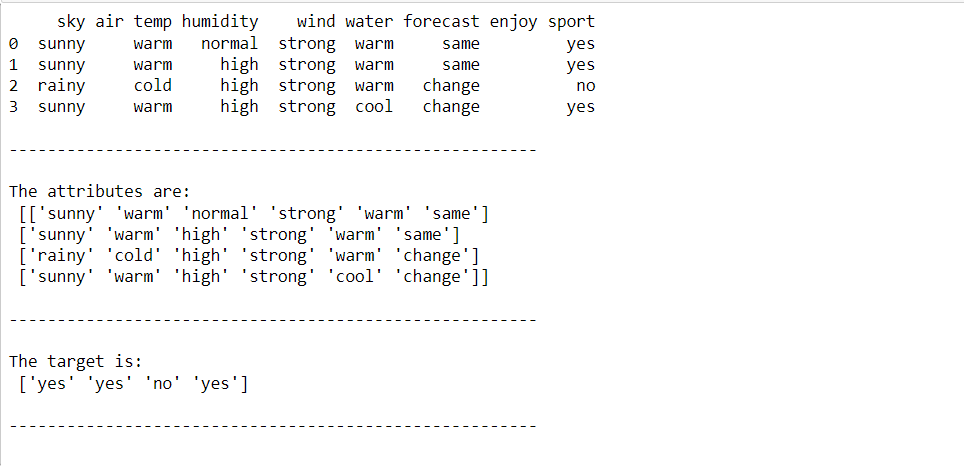 sky air temp humidity wind water forecast enjoy sport
0 sunny warm normal strong warm same yes
1 sunny warm high strong warm same yes
2 rainy cold high strong warm change no
3 sunny warm high strong cool change yes
-------------------------------------------------------
The attributes are:
[['sunny' 'warm' 'normal' 'strong' 'warm' 'same']
['sunny' 'warm' 'high' 'strong' 'warm' 'same']
['rainy' 'cold' 'high' 'strong' 'warm' 'change']
['sunny' 'warm' 'high' 'strong' 'cool' 'change']]
-------------------------------------------------------
The target is:
['yes' 'yes' 'no' 'yes']
-------------------------------------------------------